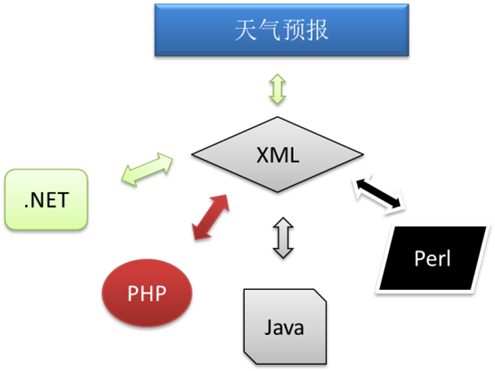 天气预报
XML
.NET
Perl
PHP
Java